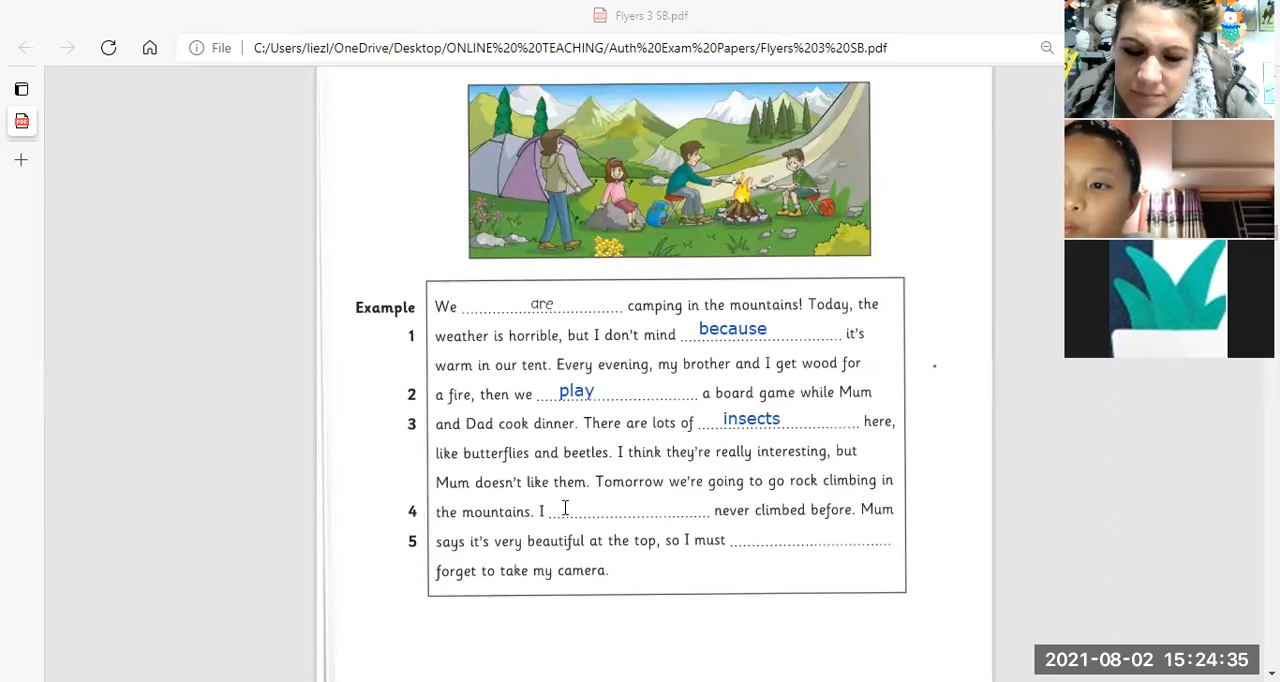 Flyers 3 SB.pdf
File | C:/Users/liezl/OneDrive/Desktop/ONLINE%20%20TEACHING/Auth%20Exam%20Papers/Flyers%203%20SB.pdf
Example We are camping in the mountains! Today, the
1 weather is horrible, but I don't mind because it's
warm in our tent. Every evening, my brother and I get wood for
2 a fire, then we play a board game while Mum
3 and Dad cook dinner. There are lots of insects here,
like butterflies and beetles. I think they're really interesting, but
Mum doesn't like them. Tomorrow we're going to go rock climbing in
4 the mountains. I never climbed before. Mum
5 says it's very beautiful at the top, so I must
forget to take my camera.
2021-08-02 15:24:35